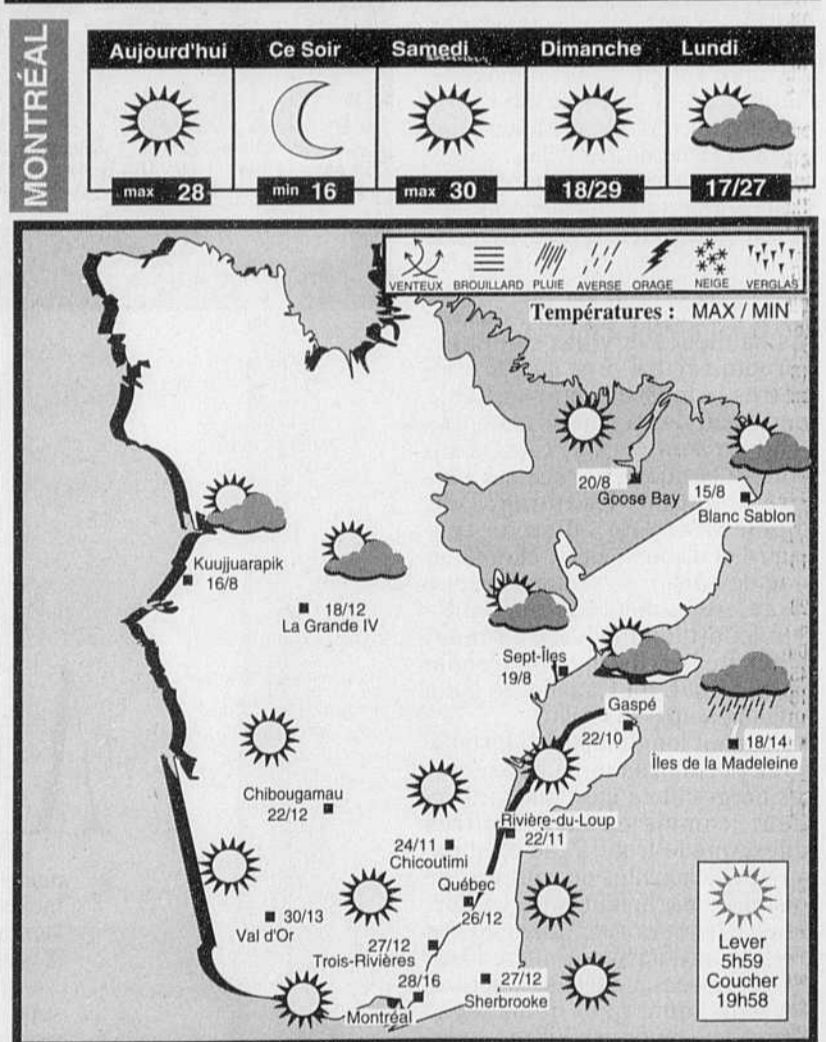 MONTRÉAL
Aujourd'hui Ce Soir Samedi Dimanche Lundi
max 28 min 16 max 30 18/29 17/27
VENTEUX BROUILLARD PLUIE AVERSE ORAGE NEIGE VERGLAS
Températures : MAX / MIN
20/8
Goose Bay
15/8
Blanc Sablon
Kuujjuarapik
16/8
18/12
La Grande IV
Sept-Îles
19/8
Gaspé
22/10
18/14
Îles de la Madeleine
Chibougamau
22/12
Rivière-du-Loup
22/11
24/11
Chicoutimi
Québec
26/12
30/13
Val d'Or
27/12
Trois-Rivières
28/16
Montréal
27/12
Sherbrooke
Lever
5h59
Coucher
19h58